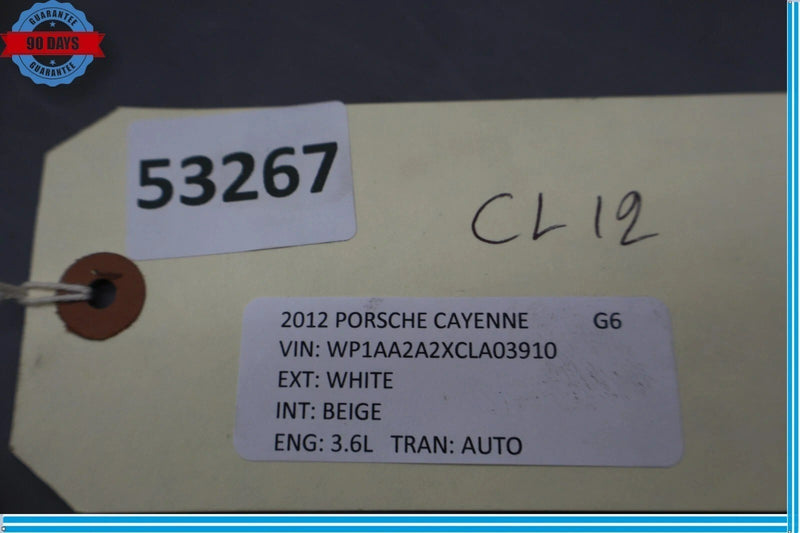 GUARANTEE
90 DAYS
GUARANTEE
53267
CL 12
2012 PORSCHE CAYENNE G6
VIN: WP1AA2A2XCLA03910
EXT: WHITE
INT: BEIGE
ENG: 3.6L TRAN: AUTO